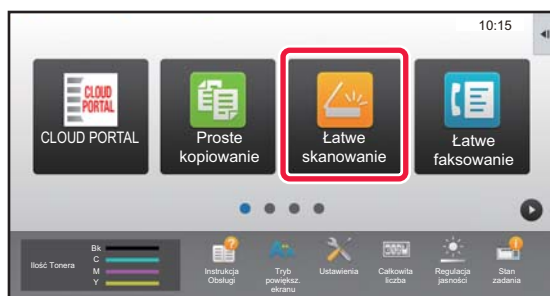 10:15
CLOUD
PORTAL
CLOUD PORTAL
Proste
kopiowanie
Łatwe
skanowanie
Łatwe
faksowanie
Ilość Tonera
Bk
C
M
Y
Instrukcja
Obsługi
Tryb
powiększ.
ekranu
Ustawienia
Całkowita
liczba
Regulacja
jasności
Stan
zadania